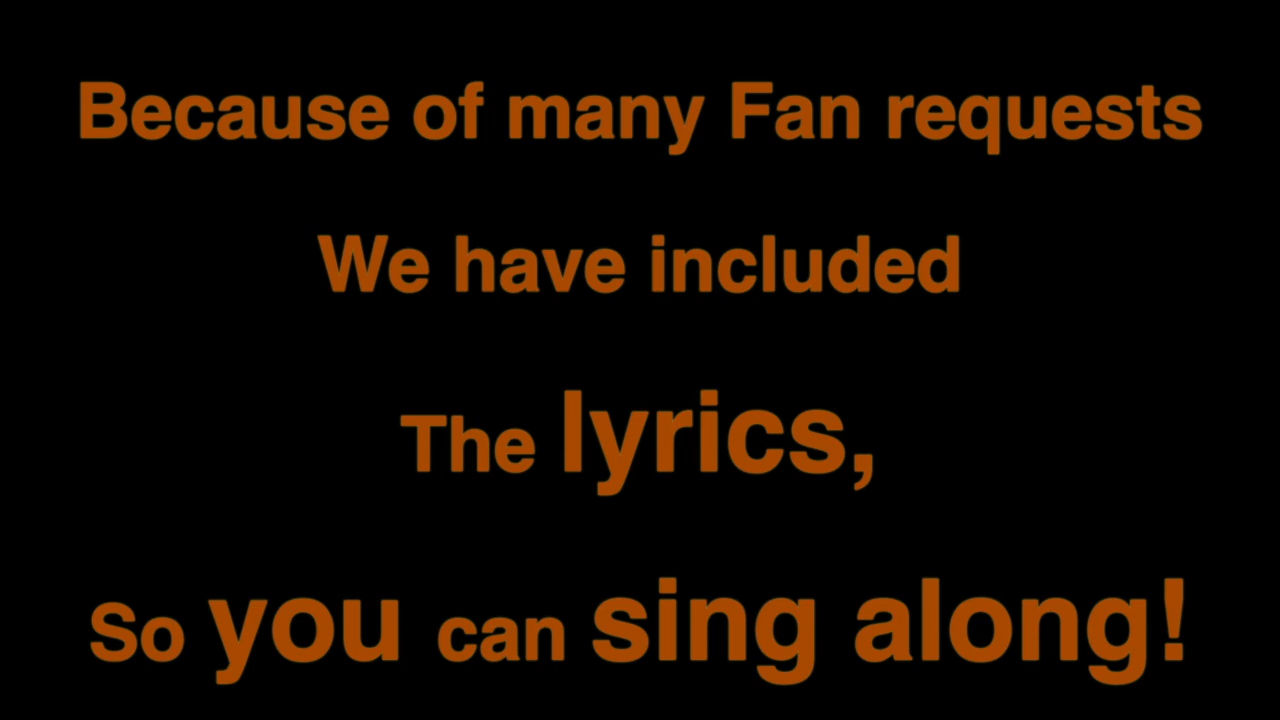 Because of many Fan requests
We have included
The lyrics,
So you can sing along!